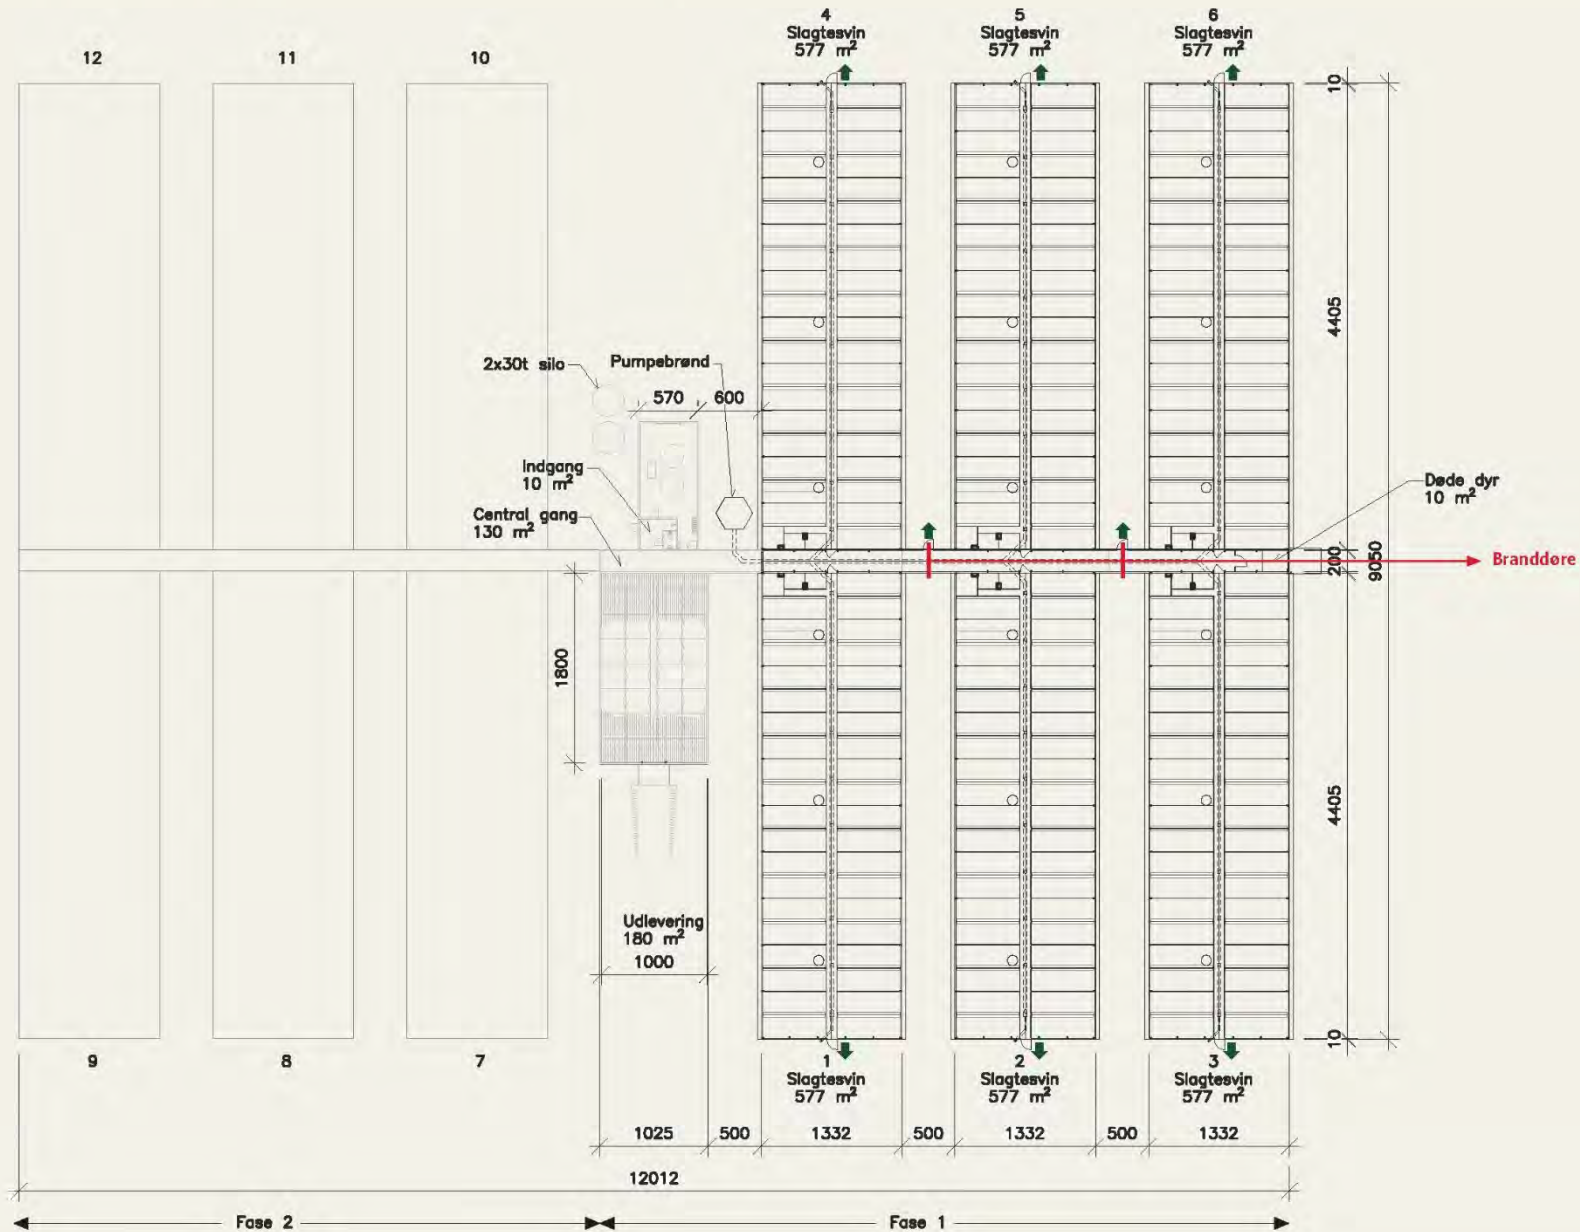 4
Slagtesvin
577 m²
5
Slagtesvin
577 m²
6
Slagtesvin
577 m²
12
11
10
10
4405
2x30t silo
Pumpebrønd
570
600
Indgang
10 m²
Central gang
130 m²
Døde dyr
10 m²
200
9050
Branddøre
1800
4405
Udlevering
180 m²
1000
10
9
8
7
1
Slagtesvin
577 m²
2
Slagtesvin
577 m²
3
Slagtesvin
577 m²
1025
500
1332
500
1332
500
1332
12012
Fase 2
Fase 1